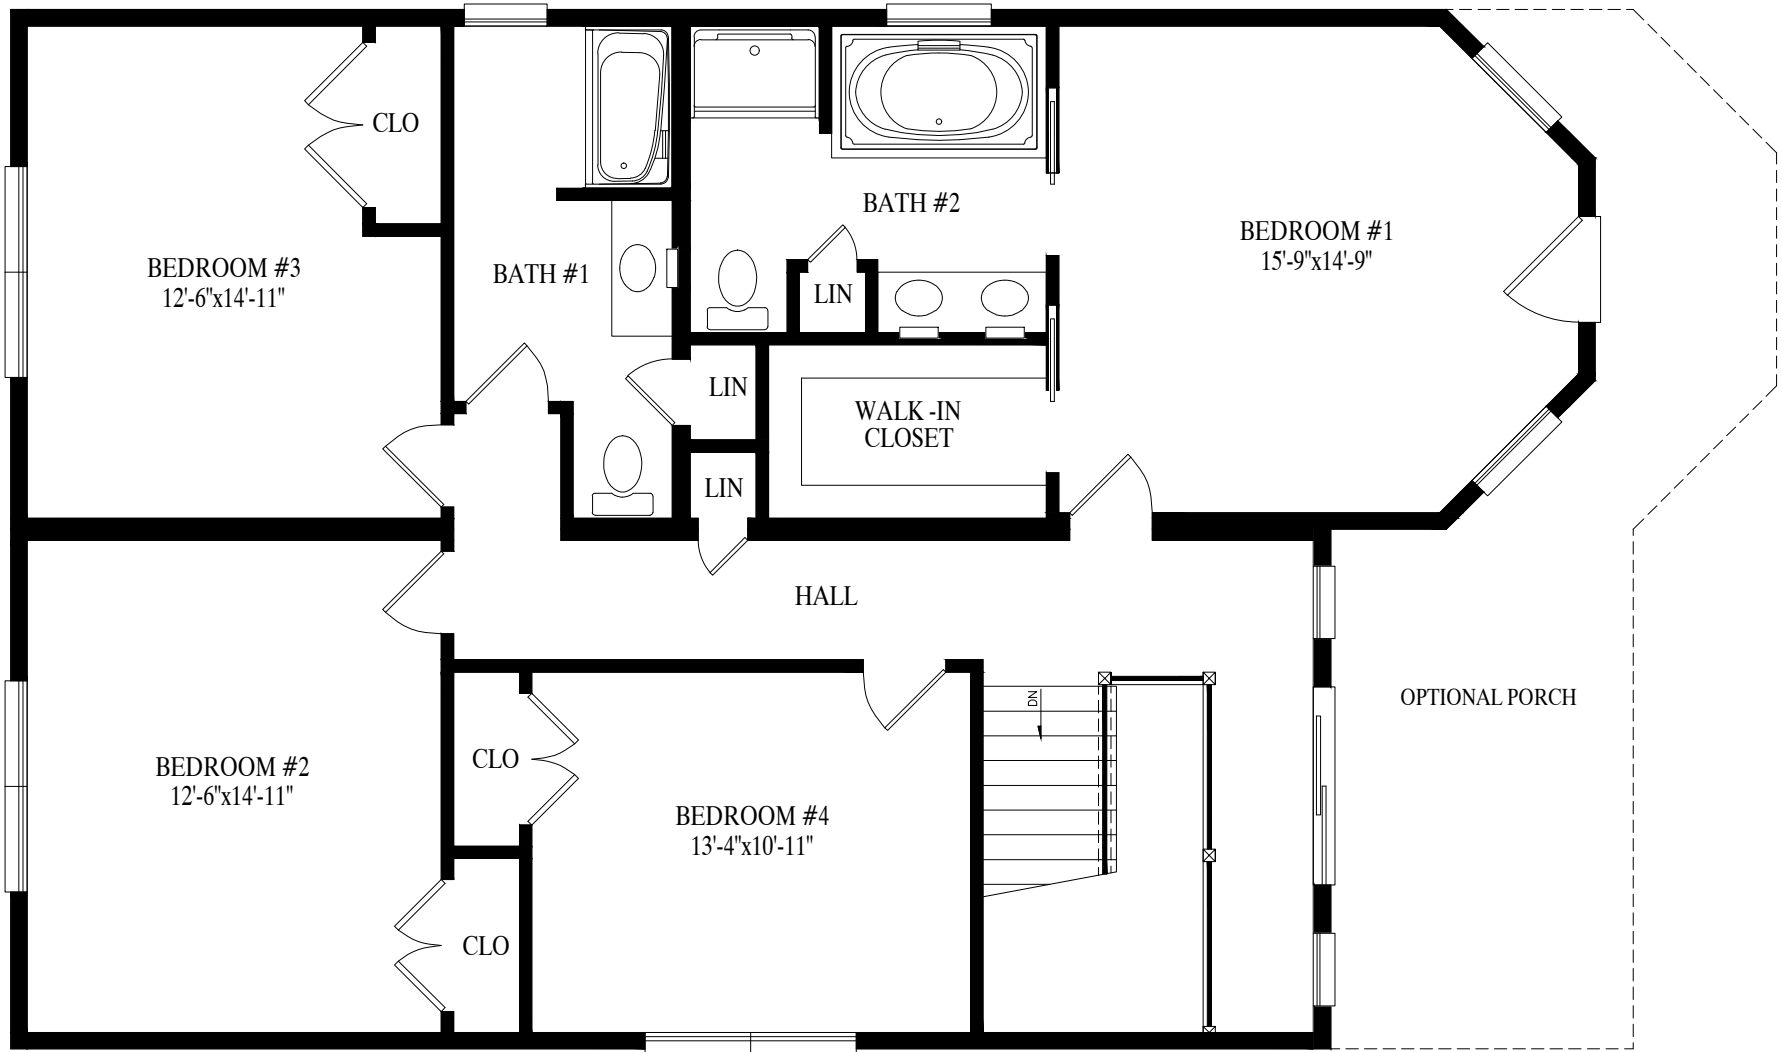 CLO
BATH #2
BEDROOM #1
15'-9"x14'-9"
BEDROOM #3
12'-6"x14'-11"
BATH #1
LIN
LIN
WALK -IN
CLOSET
LIN
HALL
DN
OPTIONAL PORCH
CLO
BEDROOM #2
12'-6"x14'-11"
BEDROOM #4
13'-4"x10'-11"
CLO